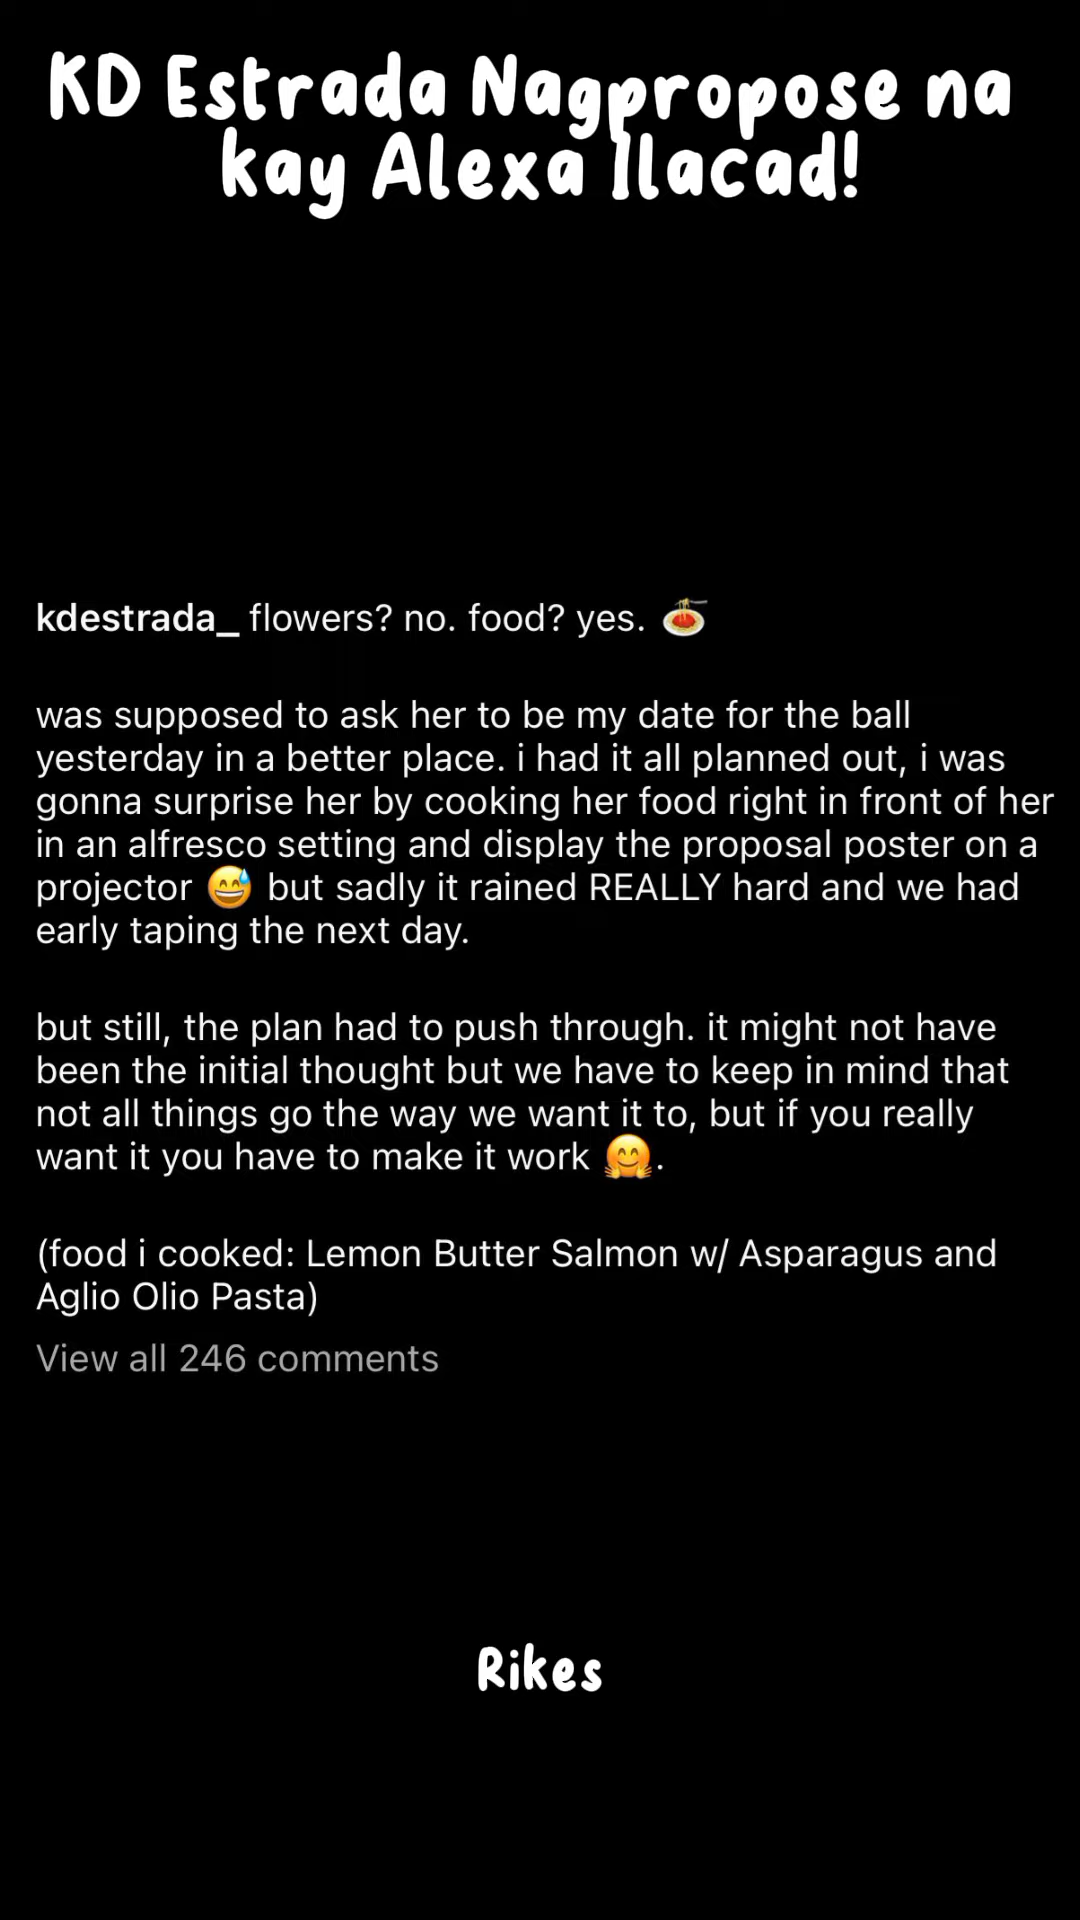 KD Estrada Nagpropose na
kay Alexa Ilacad!
kdestrada_ flowers? no. food? yes. 🍝
was supposed to ask her to be my date for the ball
yesterday in a better place. i had it all planned out, i was
gonna surprise her by cooking her food right in front of her
in an alfresco setting and display the proposal poster on a
projector 😅 but sadly it rained REALLY hard and we had
early taping the next day.
but still, the plan had to push through. it might not have
been the initial thought but we have to keep in mind that
not all things go the way we want it to, but if you really
want it you have to make it work 🤗.
(food i cooked: Lemon Butter Salmon w/ Asparagus and
Aglio Olio Pasta)
View all 246 comments
Rikes